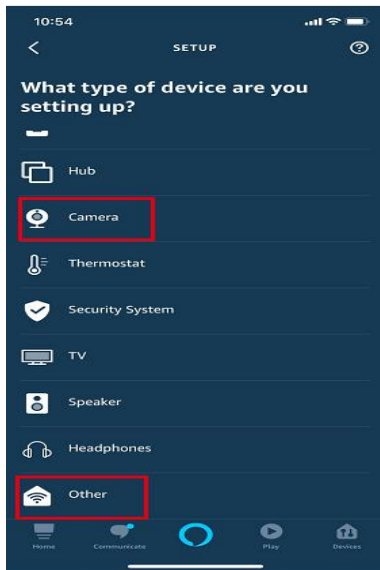 10:54
SETUP
What type of device are you
setting up?
Hub
Camera
Thermostat
Security System
TV
Speaker
Headphones
Other
Home Communicate Play Devices